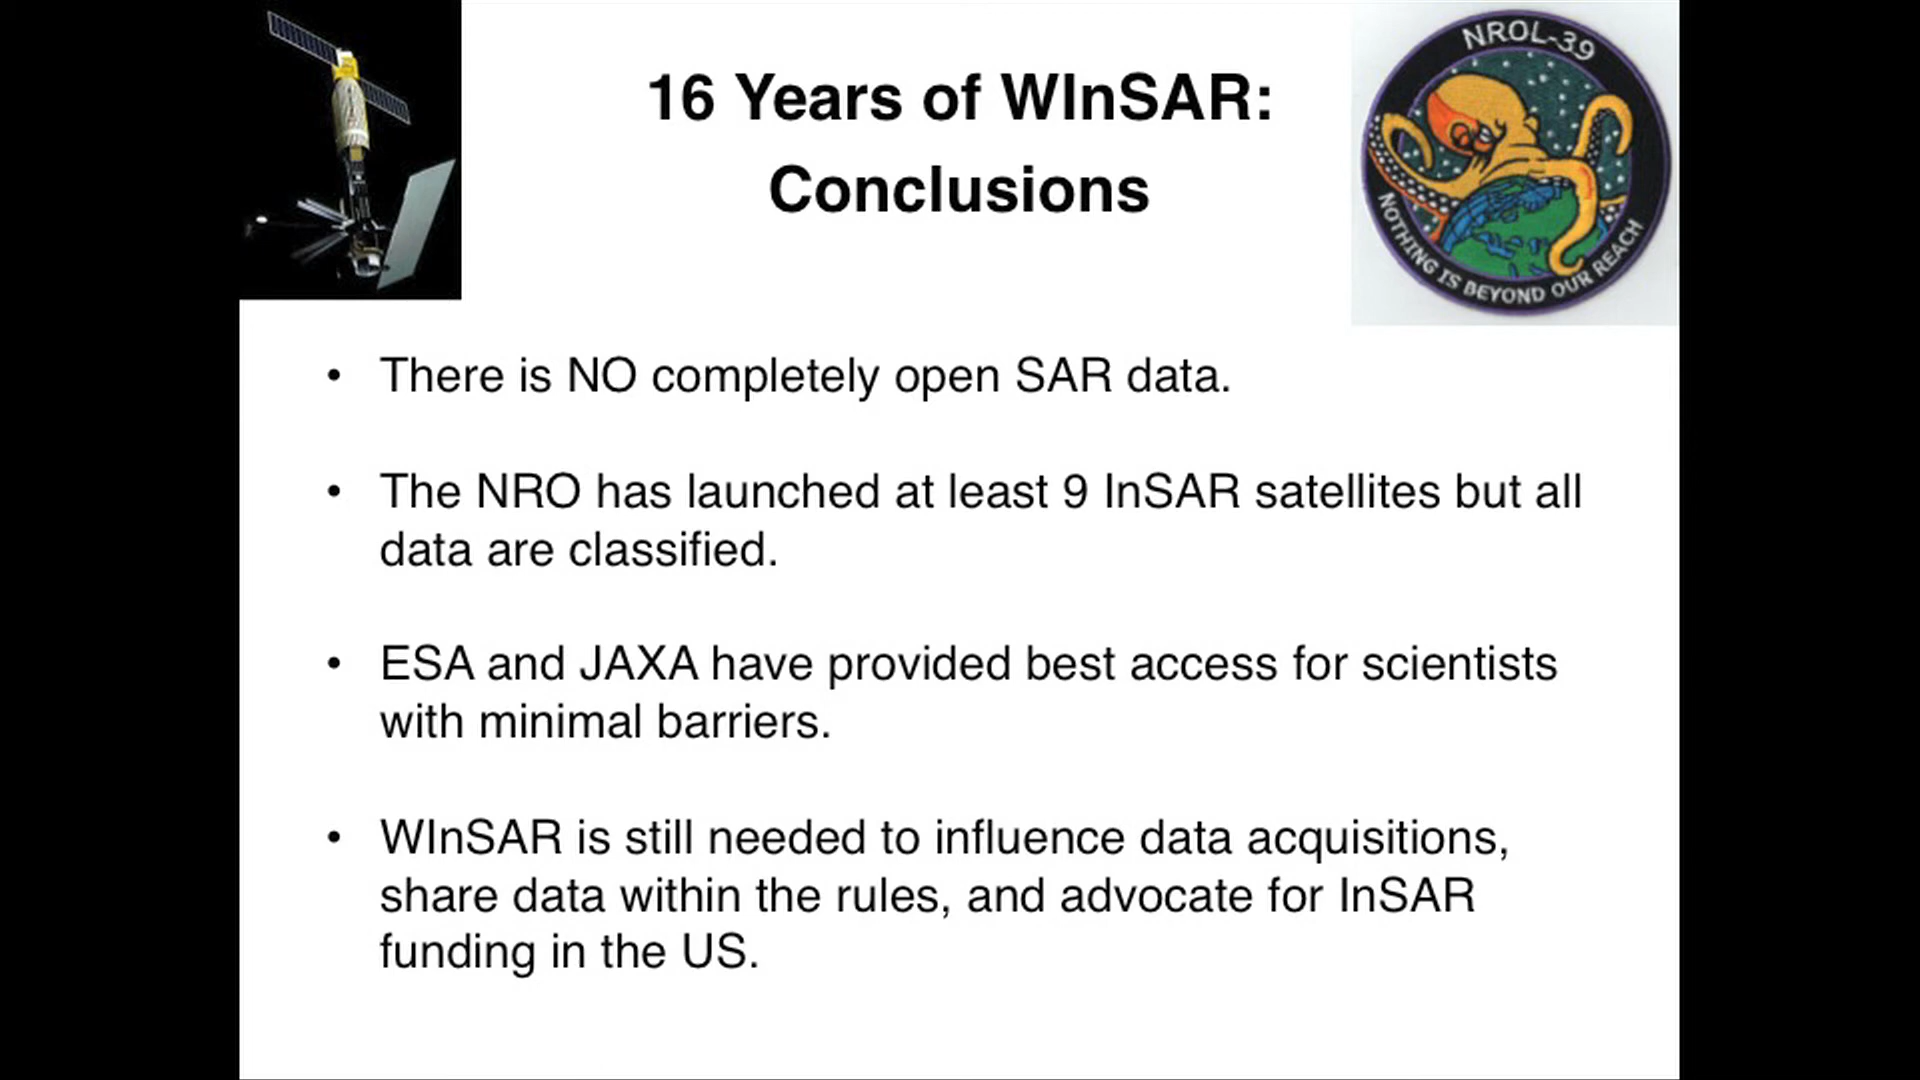 16 Years of WInSAR:
Conclusions
NROL-39
NOTHING IS BEYOND OUR REACH
• There is NO completely open SAR data.
• The NRO has launched at least 9 InSAR satellites but all
data are classified.
• ESA and JAXA have provided best access for scientists
with minimal barriers.
• WInSAR is still needed to influence data acquisitions,
share data within the rules, and advocate for InSAR
funding in the US.